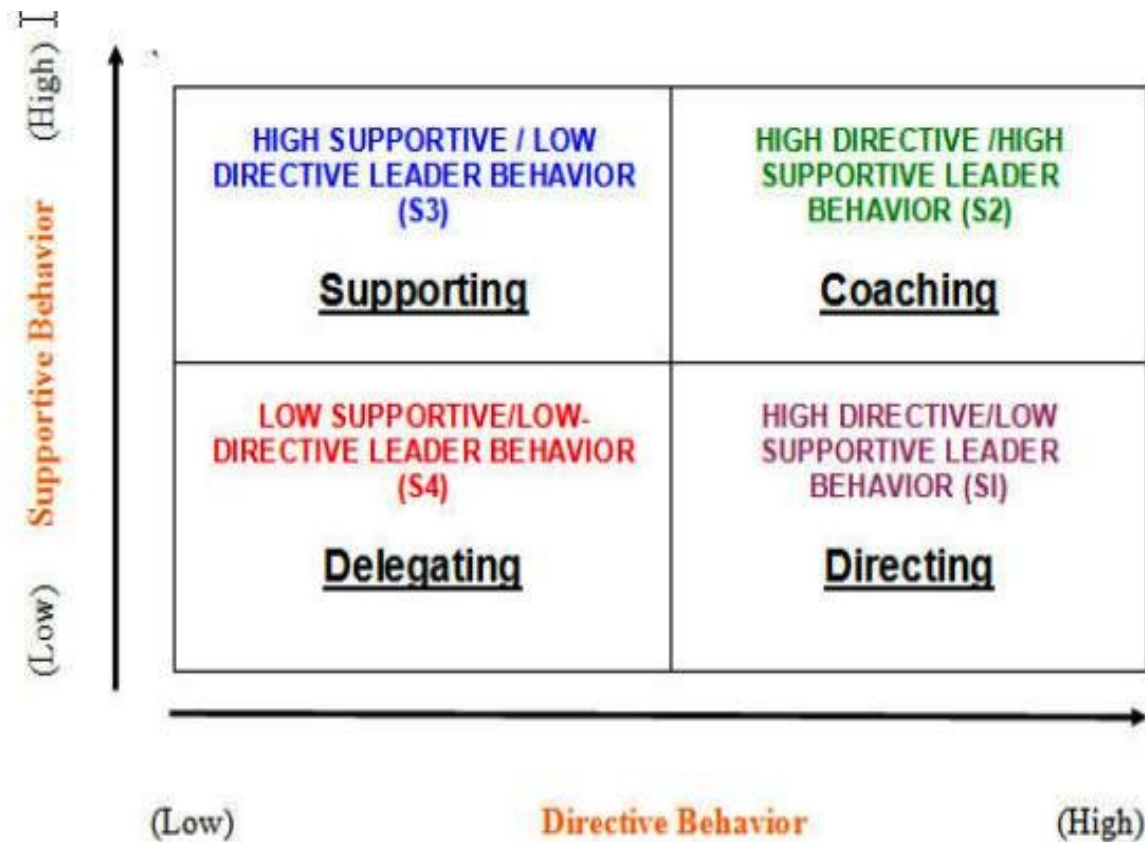 (High)
Supportive Behavior
(Low)
HIGH SUPPORTIVE / LOW
DIRECTIVE LEADER BEHAVIOR
(S3)
Supporting
HIGH DIRECTIVE /HIGH
SUPPORTIVE LEADER
BEHAVIOR (S2)
Coaching
LOW SUPPORTIVE/LOW-
DIRECTIVE LEADER BEHAVIOR
(S4)
Delegating
HIGH DIRECTIVE/LOW
SUPPORTIVE LEADER
BEHAVIOR (SI)
Directing
(Low)
Directive Behavior
(High)